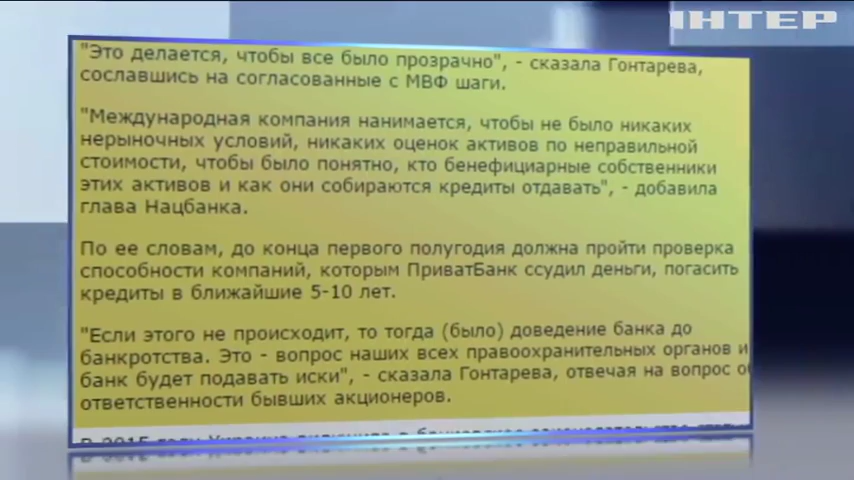 ІНТЕР
"Это делается, чтобы все было прозрачно", - сказала Гонтарева,
сославшись на согласованные с МВФ шаги.
"Международная компания нанимается, чтобы не было никаких
нерыночных условий, никаких оценок активов по неправильной
стоимости, чтобы было понятно, кто бенефициарные собственники
этих активов и как они собираются кредиты отдавать", - добавила
глава Нацбанка.
По ее словам, до конца первого полугодия должна пройти проверка
способности компаний, которым ПриватБанк ссудил деньги, погасить
кредиты в ближайшие 5-10 лет.
"Если этого не происходит, то тогда (было) доведение банка до
банкротства. Это - вопрос наших всех правоохранительных органов и
банк будет подавать иски", - сказала Гонтарева, отвечая на вопрос о
ответственности бывших акционеров.